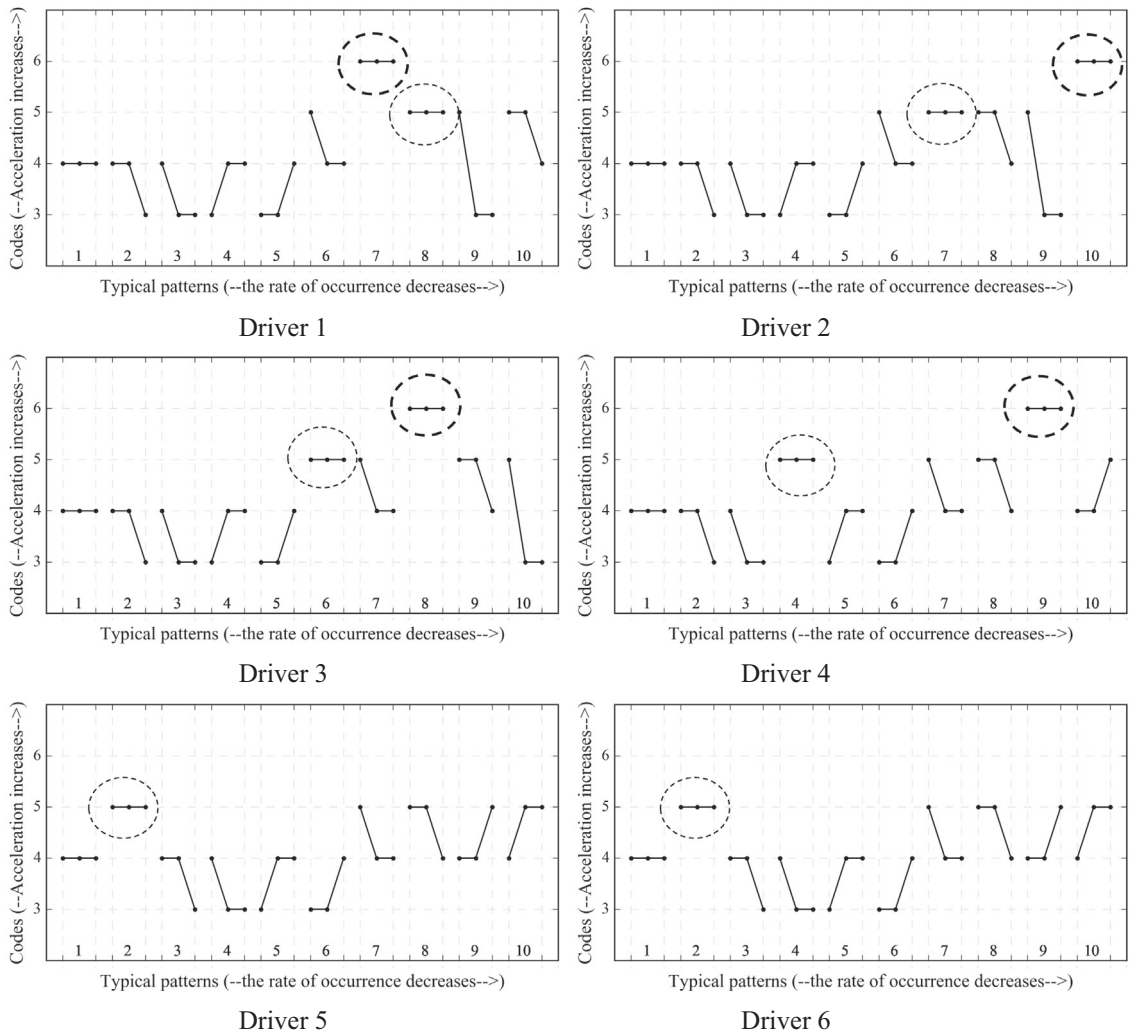 Codes (--Acceleration increases-->)
6
5
4
3
1 2 3 4 5 6 7 8 9 10
Typical patterns (--the rate of occurrence decreases-->)
Driver 1
Codes (--Acceleration increases-->)
6
5
4
3
1 2 3 4 5 6 7 8 9 10
Typical patterns (--the rate of occurrence decreases-->)
Driver 2
Codes (--Acceleration increases-->)
6
5
4
3
1 2 3 4 5 6 7 8 9 10
Typical patterns (--the rate of occurrence decreases-->)
Driver 3
Codes (--Acceleration increases-->)
6
5
4
3
1 2 3 4 5 6 7 8 9 10
Typical patterns (--the rate of occurrence decreases-->)
Driver 4
Codes (--Acceleration increases-->)
6
5
4
3
1 2 3 4 5 6 7 8 9 10
Typical patterns (--the rate of occurrence decreases-->)
Driver 5
Codes (--Acceleration increases-->)
6
5
4
3
1 2 3 4 5 6 7 8 9 10
Typical patterns (--the rate of occurrence decreases-->)
Driver 6